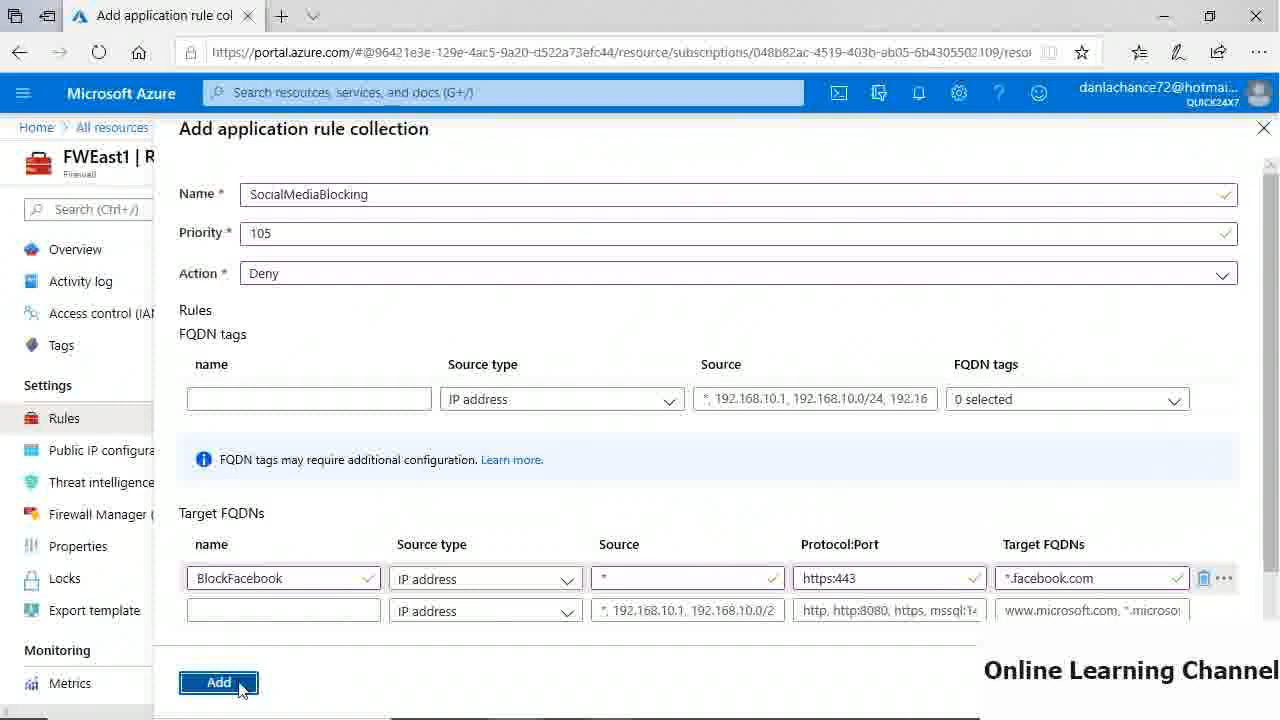 Add application rule col
https://portal.azure.com/#@96421e3e-129e-4ac5-9a20-d522a73efc44/resource/subscriptions/048b82ac-4519-403b-ab05-6b4305502109/reso
Microsoft Azure
Search resources, services, and docs (G+/)
danlachance72@hotmai...
QUICK24X7
Home
All resources
Add application rule collection
FWEast1 | R
Firewall
Name *
SocialMediaBlocking
Search (Ctrl+/)
Priority *
105
Overview
Action *
Deny
Activity log
Access control (IAM
Rules
FQDN tags
Tags
name
Source type
Source
FQDN tags
Settings
IP address
*, 192.168.10.1, 192.168.10.0/24, 192.16
0 selected
Rules
Public IP configura
FQDN tags may require additional configuration. Learn more.
Threat intelligence
Firewall Manager (
Target FQDNs
Properties
name
Source type
Source
Protocol:Port
Target FQDNs
Locks
BlockFacebook
IP address
*
https:443
*.facebook.com
Export template
IP address
*, 192.168.10.1, 192.168.10.0/2
http, http:8080, https, mssql:14
www.microsoft.com, *.microsof
Monitoring
Metrics
Add
Online Learning Channel